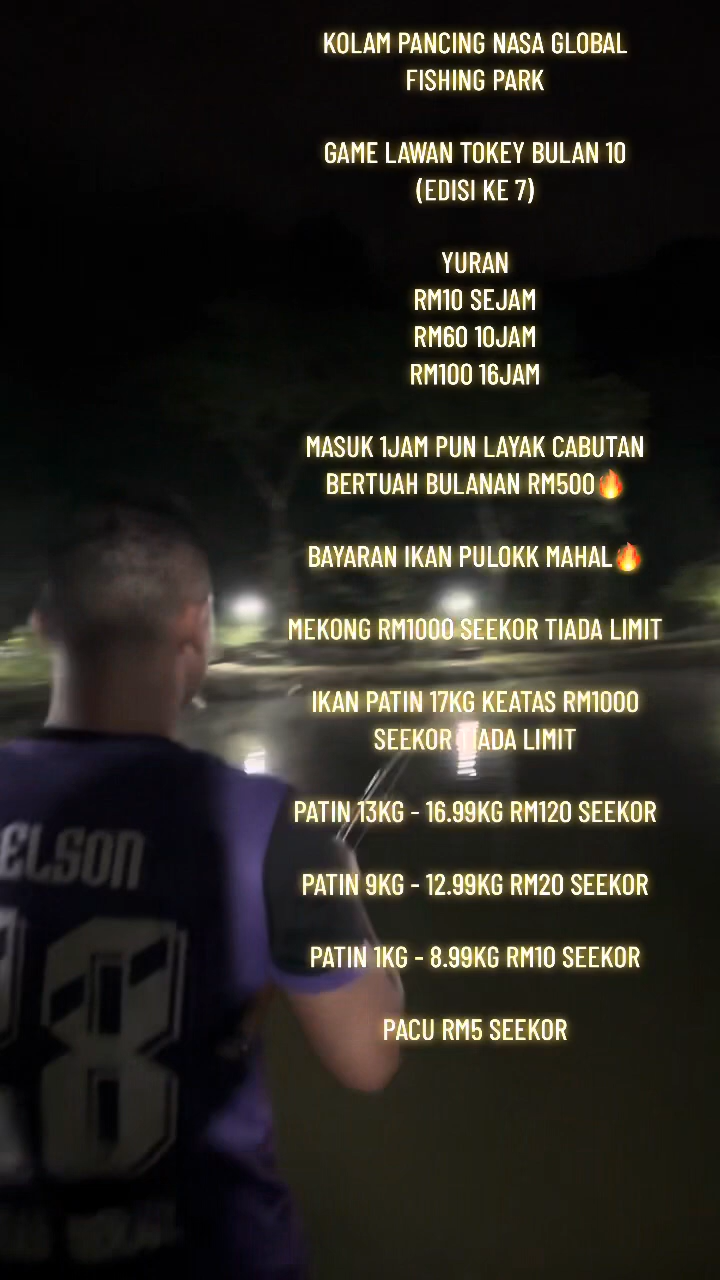 KOLAM PANCING NASA GLOBAL
FISHING PARK
GAME LAWAN TOKEY BULAN 10
(EDISI KE 7)
YURAN
RM10 SEJAM
RM60 10JAM
RM100 16JAM
MASUK 1JAM PUN LAYAK CABUTAN
BERTUAH BULANAN RM500🔥
BAYARAN IKAN PULOKK MAHAL🔥
MEKONG RM1000 SEEKOR TIADA LIMIT
IKAN PATIN 17KG KEATAS RM1000
SEEKOR TIADA LIMIT
PATIN 13KG - 16.99KG RM120 SEEKOR
PATIN 9KG - 12.99KG RM20 SEEKOR
PATIN 1KG - 8.99KG RM10 SEEKOR
PACU RM5 SEEKOR
ELSON
8